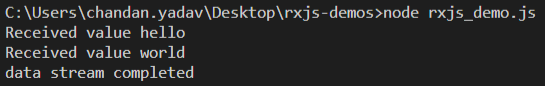 C:\Users\chandan.yadav\Desktop\rxjs-demos>node rxjs_demo.js
Received value hello
Received value world
data stream completed